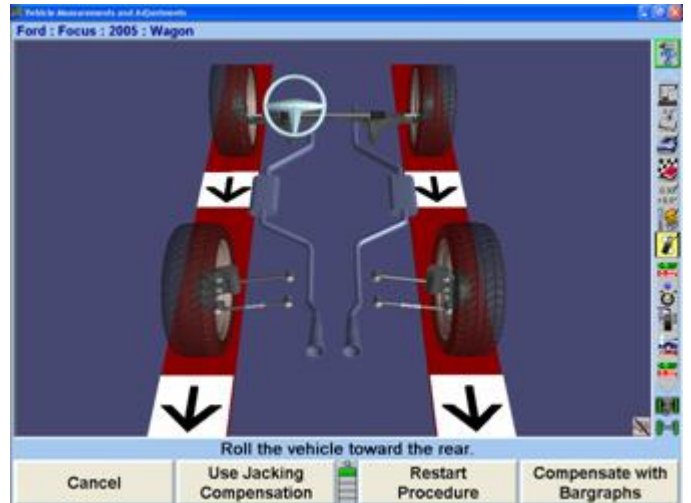 Vehicle Measurements and Adjustments
Ford : Focus : 2005 : Wagon
Roll the vehicle toward the rear.
Cancel
Use Jacking
Compensation
Restart
Procedure
Compensate with
Bargraphs